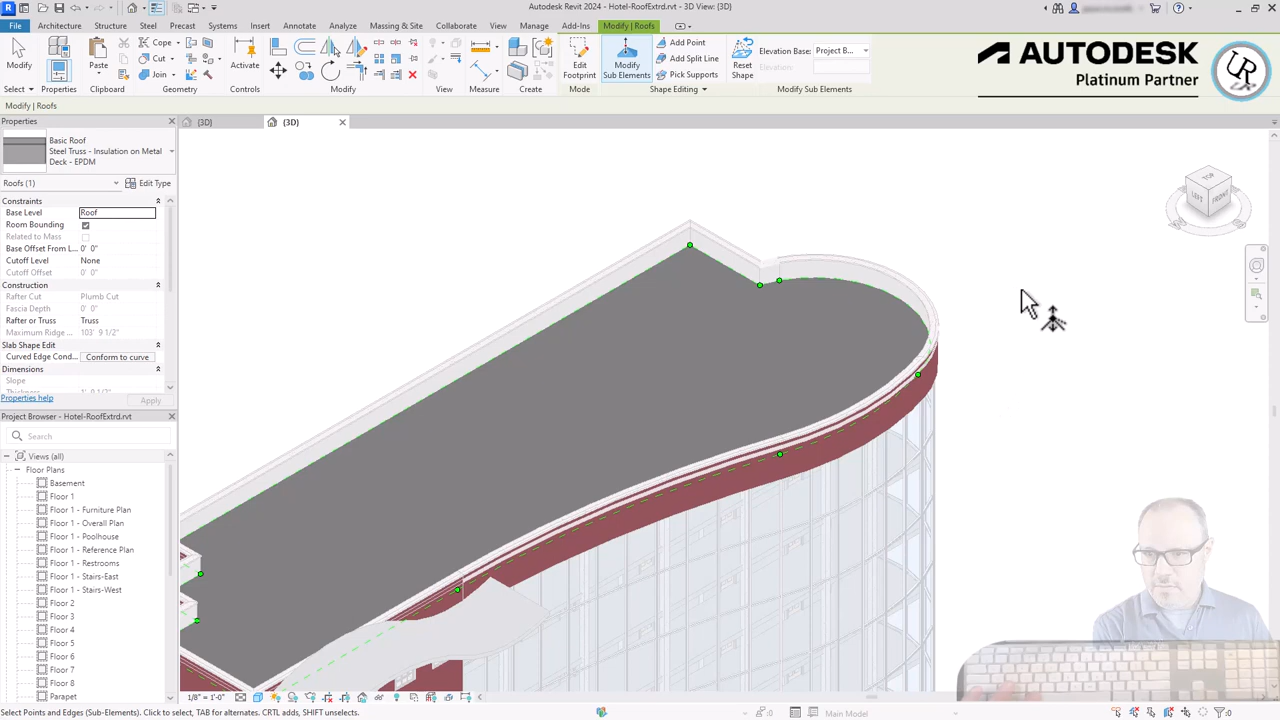 Autodesk Revit 2024 - Hotel-RoofExtrd.rvt - 3D View: {3D}
File Architecture Structure Steel Precast Systems Insert Annotate Analyze Massing & Site Collaborate View Manage Add-Ins Modify | Roofs
Modify
Select
Properties
Paste
Clipboard
Cope
Cut
Join
Geometry
Activate
Controls
Modify
View
Measure
Create
Edit
Footprint
Mode
Modify
Sub Elements
Add Point
Add Split Line
Pick Supports
Shape Editing
Reset
Shape
Elevation Base: Project B...
Elevation:
Modify Sub Elements
AUTODESK
Platinum Partner
Modify | Roofs
Properties
{3D}
{3D}
Basic Roof
Steel Truss - Insulation on Metal
Deck - EPDM
Roofs (1)
Edit Type
Constraints
Base Level Roof
Room Bounding
Related to Mass
Base Offset From L... 0' 0"
Cutoff Level None
Cutoff Offset 0' 0"
Construction
Rafter Cut Plumb Cut
Fascia Depth 0' 0"
Rafter or Truss Truss
Maximum Ridge ... 103' 9 1/2"
Slab Shape Edit
Curved Edge Cond... Conform to curve
Dimensions
Slope
Properties help
Apply
Project Browser - Hotel-RoofExtrd.rvt
Search
Views (all)
Floor Plans
Basement
Floor 1
Floor 1 - Furniture Plan
Floor 1 - Overall Plan
Floor 1 - Poolhouse
Floor 1 - Reference Plan
Floor 1 - Restrooms
Floor 1 - Stairs-East
Floor 1 - Stairs-West
Floor 2
Floor 3
Floor 4
Floor 5
Floor 6
Floor 7
Floor 8
Parapet
TOP
LEFT
FRONT
1/8" = 1'-0"
Select Points and Edges (Sub-Elements). Click to select, TAB for alternates. CRTL adds, SHIFT unselects.
:0
Main Model
:0